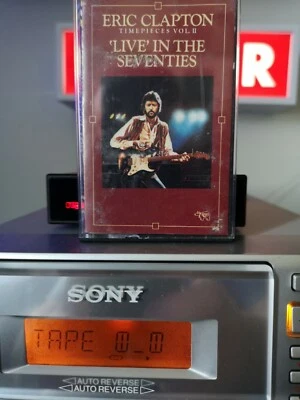 ERIC CLAPTON
TIMEPIECES VOL. II
'LIVE' IN THE
SEVENTIES
R
SONY
TAPE 0_0
AUTO REVERSE
AUTO REVERSE